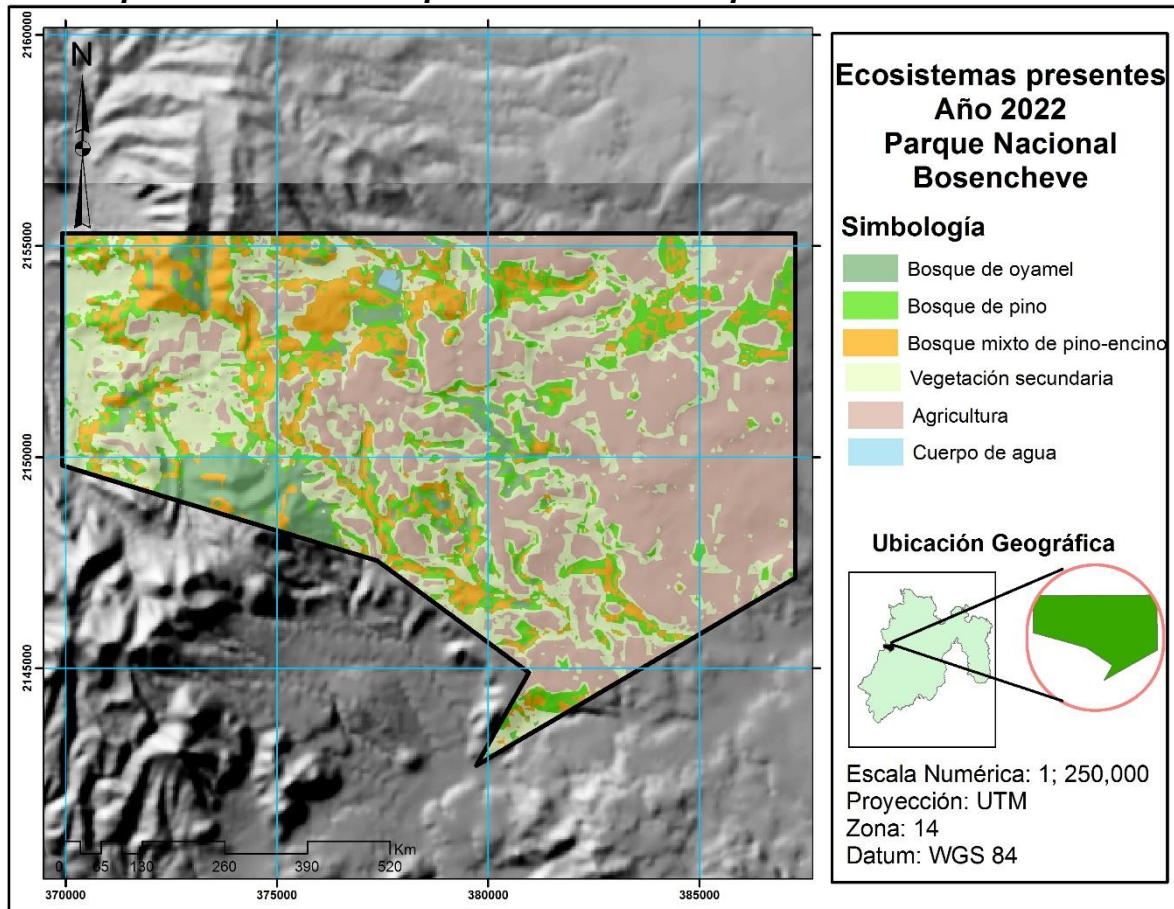 2160000
N
2155000
2150000
2145000
0
65
130
260
390
520
Km
370000
375000
380000
385000
Ecosistemas presentes
Año 2022
Parque Nacional
Bosencheve
Simbología
Bosque de oyamel
Bosque de pino
Bosque mixto de pino-encino
Vegetación secundaria
Agricultura
Cuerpo de agua
Ubicación Geográfica
Escala Numérica: 1; 250,000
Proyección: UTM
Zona: 14
Datum: WGS 84